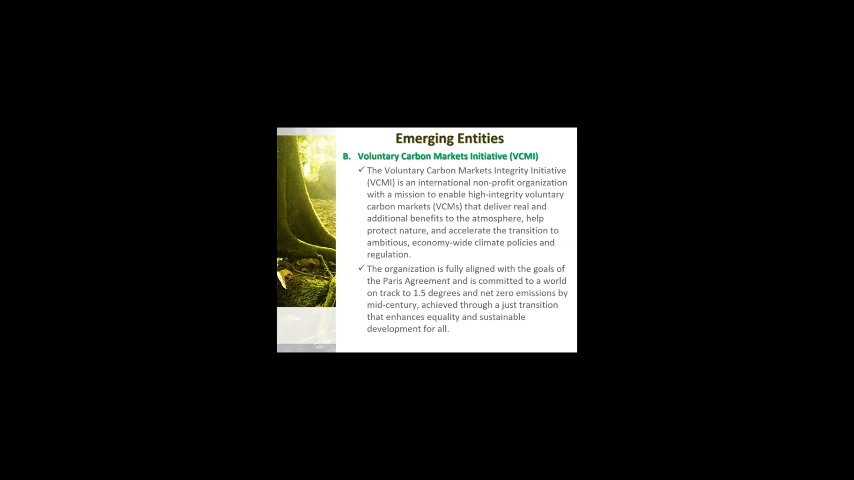 Emerging Entities
B. Voluntary Carbon Markets Initiative (VCMI)
✓ The Voluntary Carbon Markets Integrity Initiative
(VCMI) is an international non-profit organization
with a mission to enable high-integrity voluntary
carbon markets (VCMs) that deliver real and
additional benefits to the atmosphere, help
protect nature, and accelerate the transition to
ambitious, economy-wide climate policies and
regulation.
✓ The organization is fully aligned with the goals of
the Paris Agreement and is committed to a world
on track to 1.5 degrees and net zero emissions by
mid-century, achieved through a just transition
that enhances equality and sustainable
development for all.